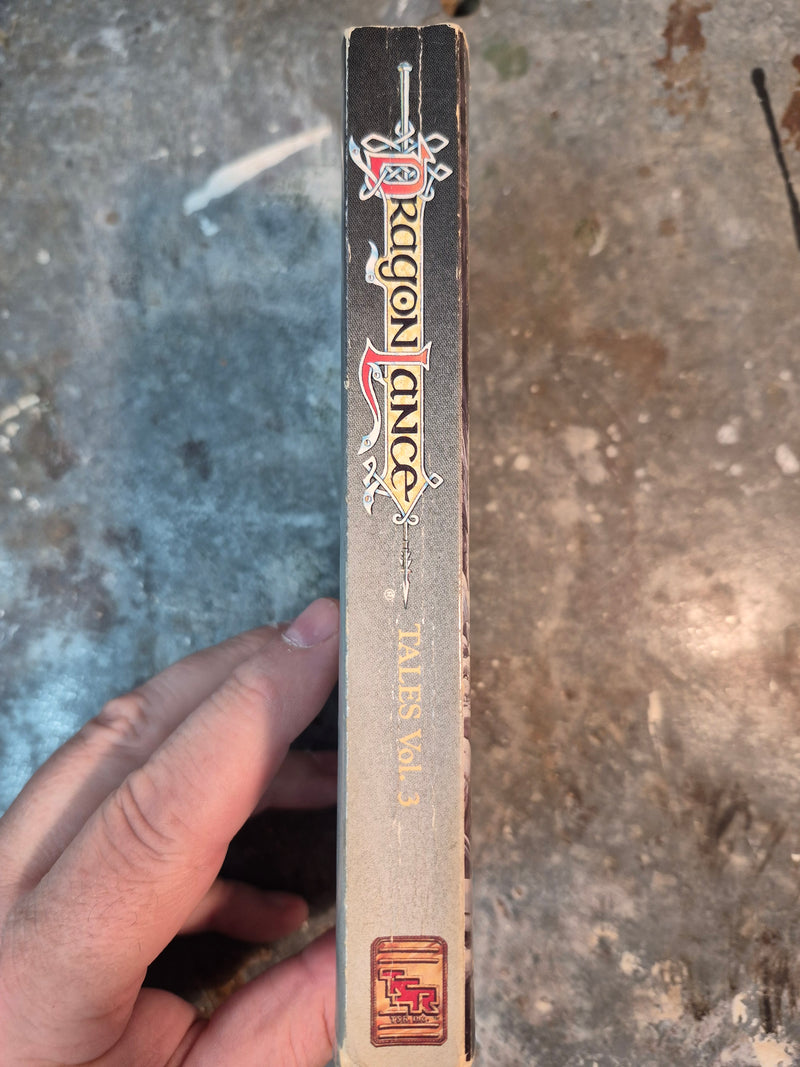 DRAGONLANCE
®
TALES Vol. 3
TSR